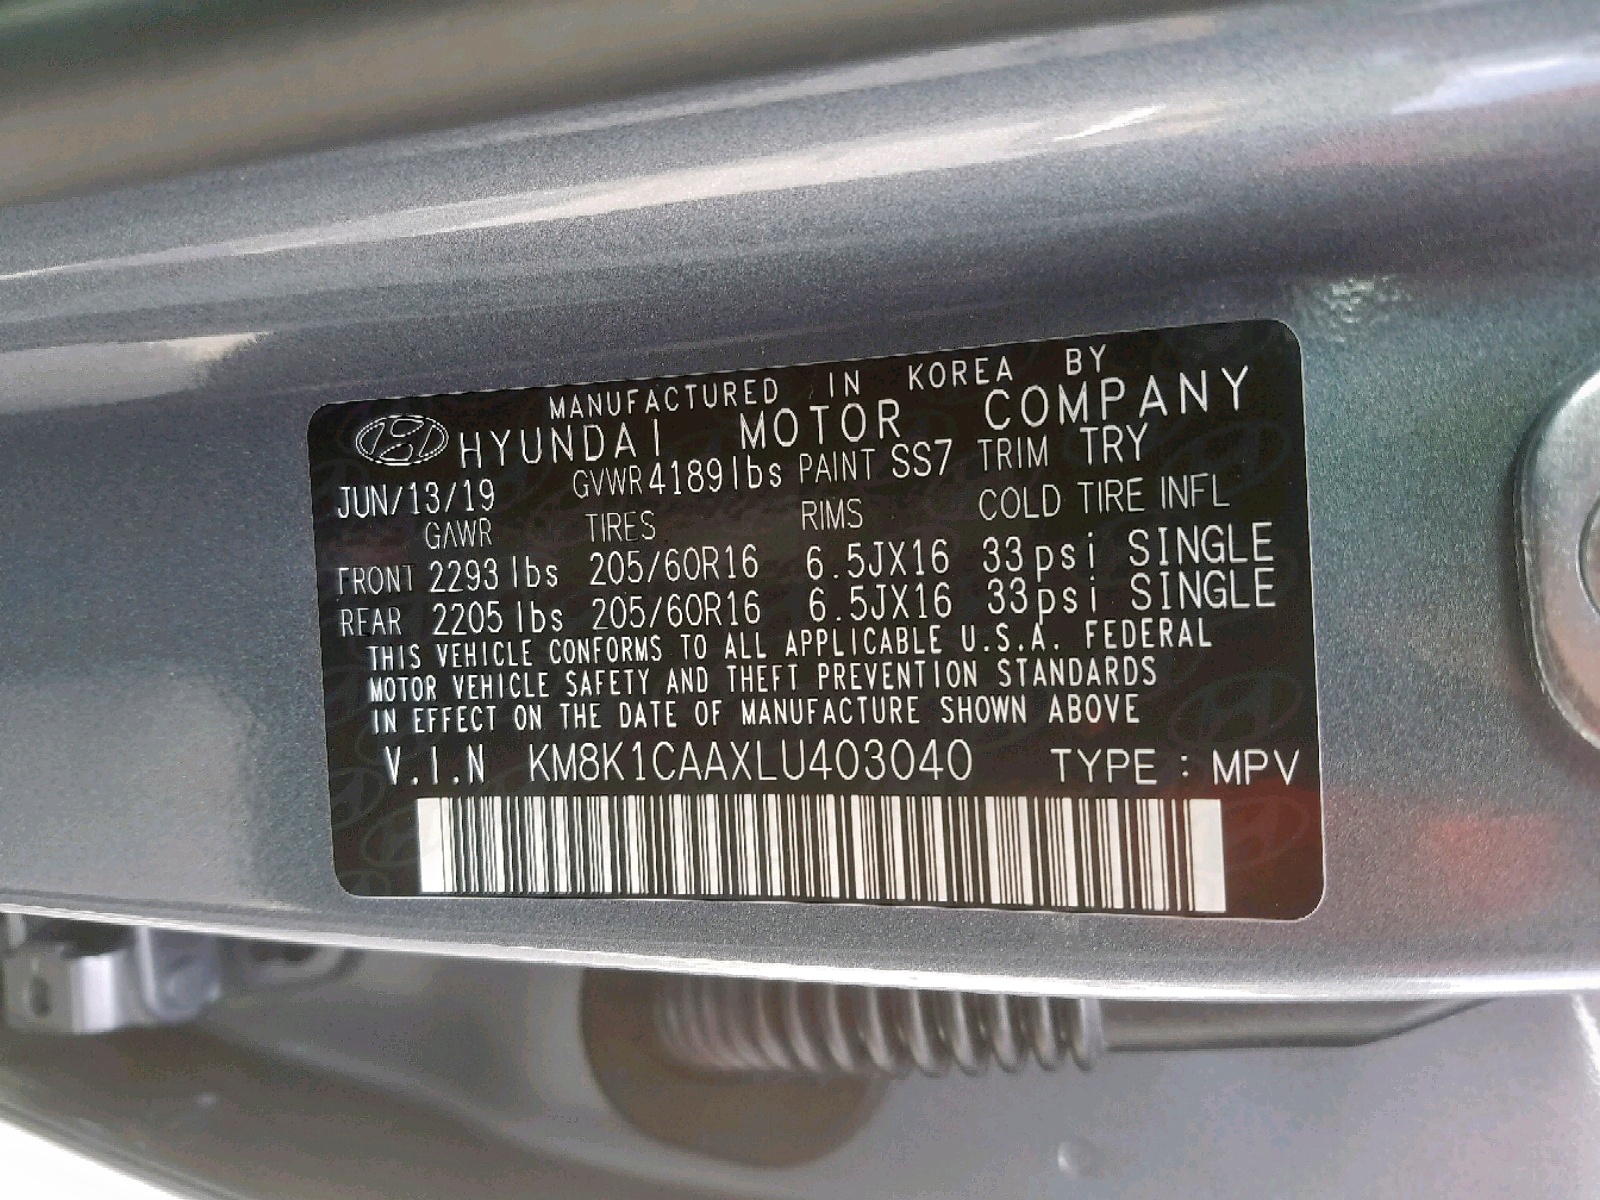 MANUFACTURED IN KOREA BY
HYUNDAI MOTOR COMPANY
JUN/13/19 GVWR 4189lbs PAINT SS7 TRIM TRY
GAWR TIRES RIMS COLD TIRE INFL
FRONT 2293 lbs 205/60R16 6.5JX16 33psi SINGLE
REAR 2205 lbs 205/60R16 6.5JX16 33psi SINGLE
THIS VEHICLE CONFORMS TO ALL APPLICABLE U.S.A. FEDERAL
MOTOR VEHICLE SAFETY AND THEFT PREVENTION STANDARDS
IN EFFECT ON THE DATE OF MANUFACTURE SHOWN ABOVE
V.I.N KM8K1CAAXLU403040 TYPE : MPV